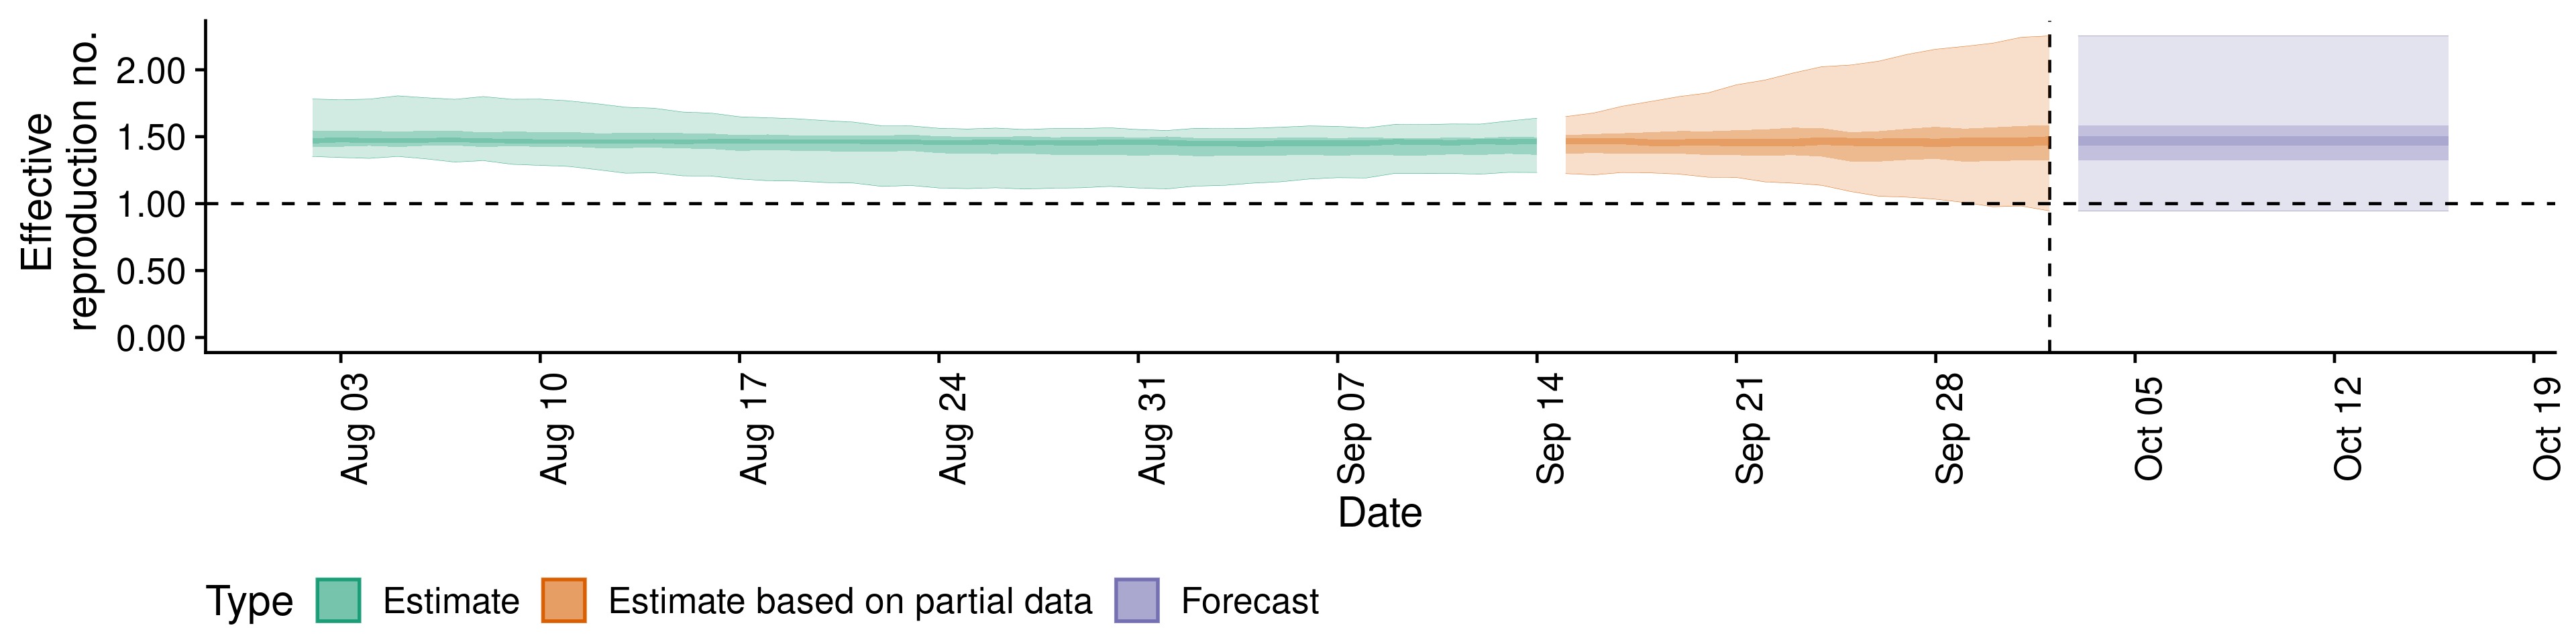 Effective
reproduction no.
2.00
1.50
1.00
0.50
0.00
Aug 03
Aug 10
Aug 17
Aug 24
Aug 31
Sep 07
Sep 14
Sep 21
Sep 28
Oct 05
Oct 12
Oct 19
Date
Type Estimate Estimate based on partial data Forecast